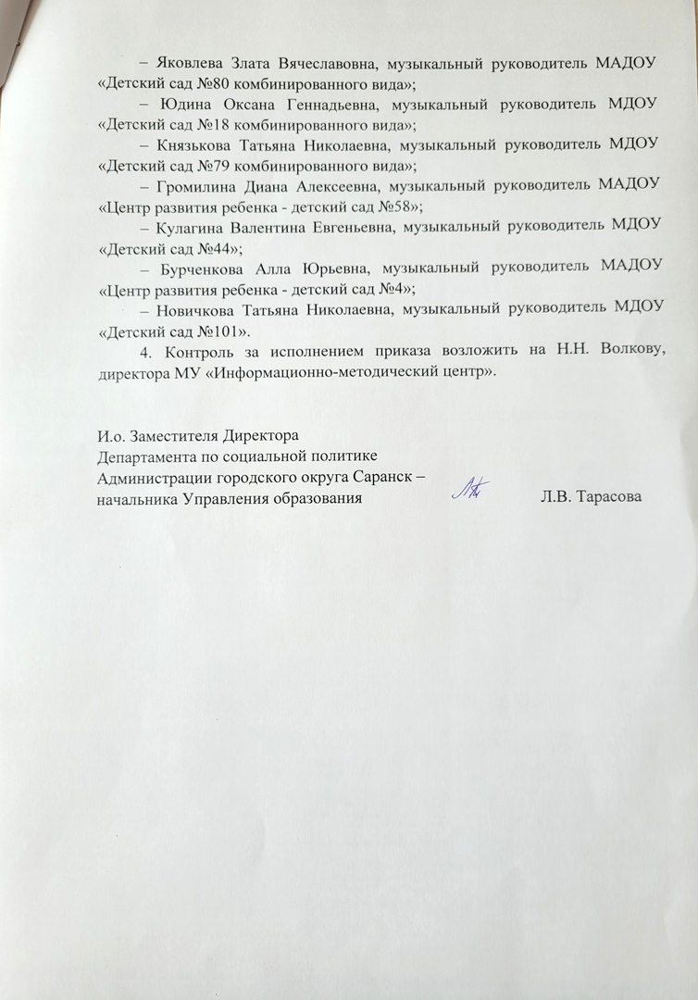 – Яковлева Злата Вячеславовна, музыкальный руководитель МАДОУ
«Детский сад №80 комбинированного вида»;
– Юдина Оксана Геннадьевна, музыкальный руководитель МДОУ
«Детский сад №18 комбинированного вида»;
– Князькова Татьяна Николаевна, музыкальный руководитель МДОУ
«Детский сад №79 комбинированного вида»;
– Громилина Диана Алексеевна, музыкальный руководитель МАДОУ
«Центр развития ребенка - детский сад №58»;
– Кулагина Валентина Евгеньевна, музыкальный руководитель МДОУ
«Детский сад №44»;
– Бурченкова Алла Юрьевна, музыкальный руководитель МАДОУ
«Центр развития ребенка - детский сад №4»;
– Новичкова Татьяна Николаевна, музыкальный руководитель МДОУ
«Детский сад №101».
4. Контроль за исполнением приказа возложить на Н.Н. Волкову,
директора МУ «Информационно-методический центр».
И.о. Заместителя Директора
Департамента по социальной политике
Администрации городского округа Саранск –
начальника Управления образования Л.В. Тарасова